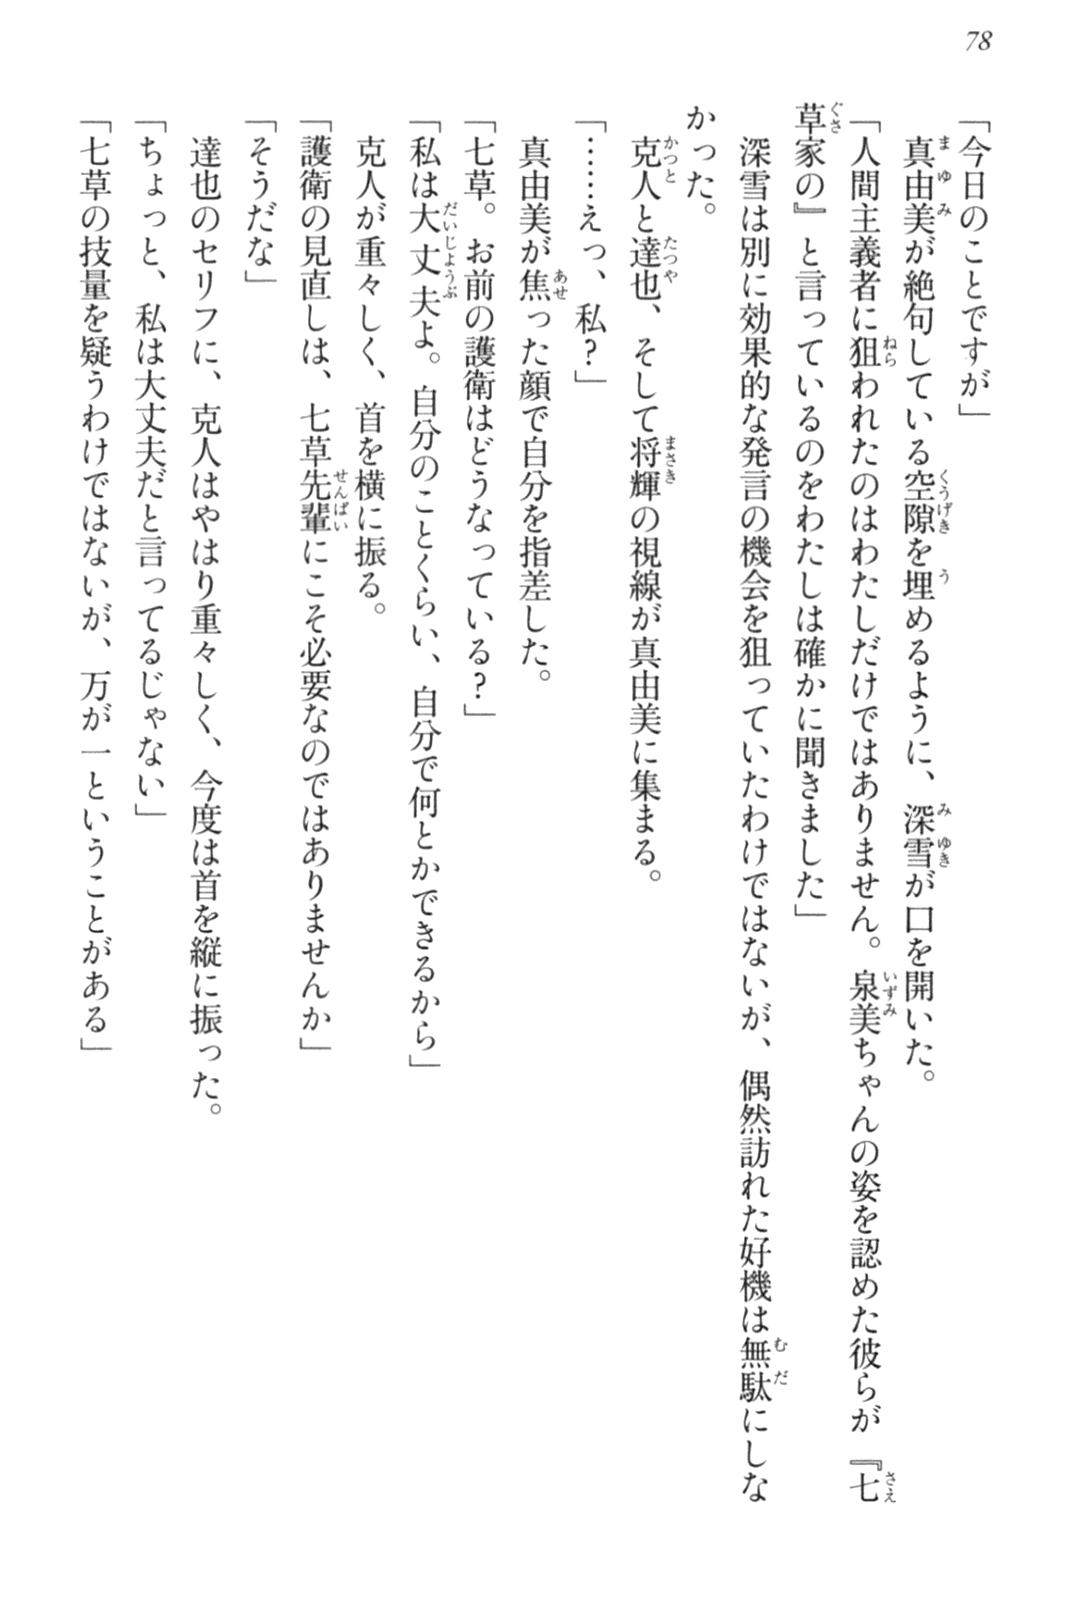 78
「今日のことですが」
真由美が絶句している空隙を埋めるように、深雪が口を開いた。
「人間主義者に狙われたのはわたしだけではありません。泉美ちゃんの姿を認めた彼らが『七
草家の』と言っているのをわたしは確かに聞きました」
深雪は別に効果的な発言の機会を狙っていたわけではないが、偶然訪れた好機は無駄にしな
かった。
克人と達也、そして将輝の視線が真由美に集まる。
「……えっ、私？」
真由美が焦った顔で自分を指差した。
「七草。お前の護衛はどうなっている？」
「私は大丈夫よ。自分のことくらい、自分で何とかできるから」
克人が重々しく、首を横に振る。
「護衛の見直しは、七草先輩にこそ必要なのではありませんか」
「そうだな」
達也のセリフに、克人はやはり重々しく、今度は首を縦に振った。
「ちょっと、私は大丈夫だと言ってるじゃない」
「七草の技量を疑うわけではないが、万が一ということがある」